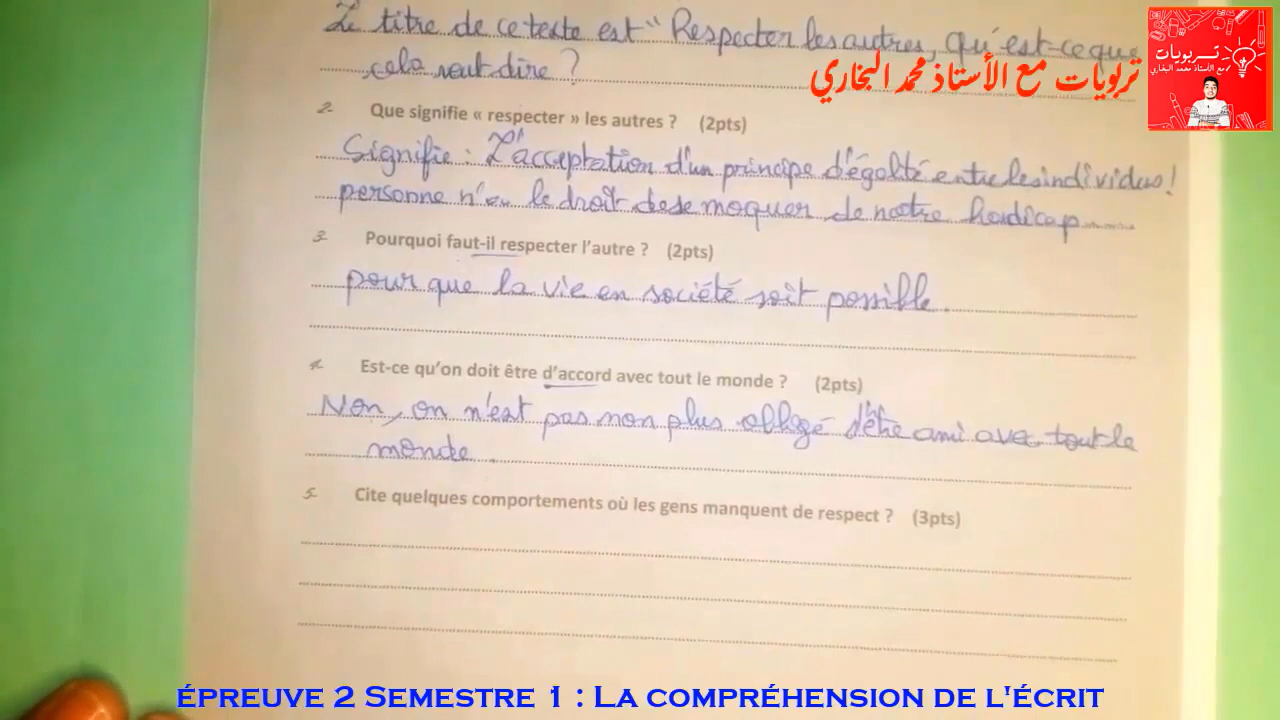 Le titre de ce texte est " Respecter les autres, Qu'est-ce que
cela veut dire ?
تربويات مع الأستاذ محمد البخاري
تربويات
مع الأستاذ محمد البخاري
2. Que signifie « respecter » les autres ? (2pts)
Signifie : L'acceptation d'un principe d'égalité entre les individus !
personne n'a le droit de se moquer de notre handicap
3. Pourquoi faut-il respecter l'autre ? (2pts)
pour que la vie en société soit possible.
4. Est-ce qu'on doit être d'accord avec tout le monde ? (2pts)
Non, on n'est pas non plus obligé d'être ami avec tout le
monde.
5. Cite quelques comportements où les gens manquent de respect ? (3pts)
épreuve 2 Semestre 1 : La compréhension de l'écrit